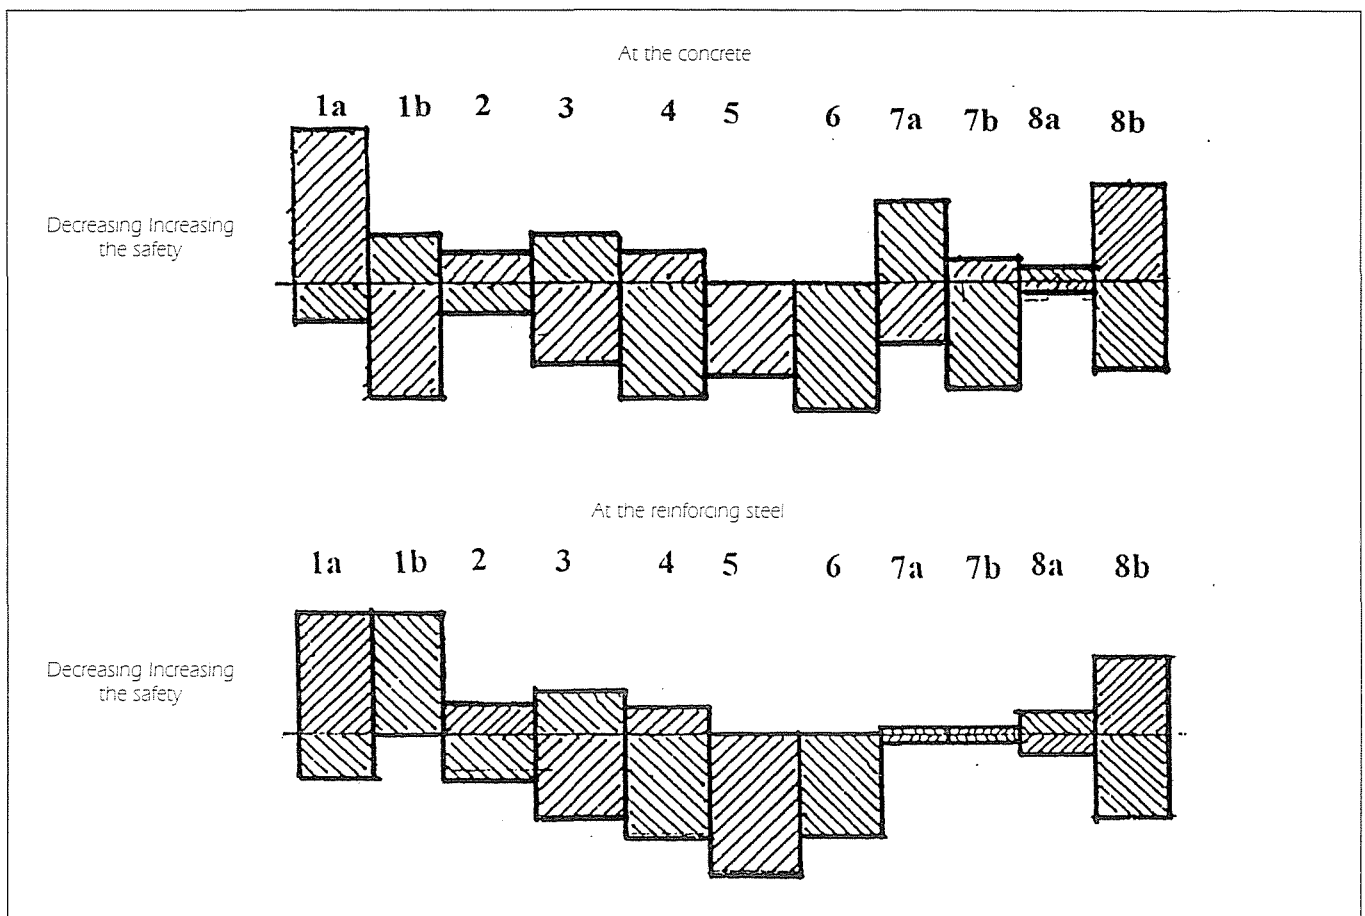 At the concrete
1a 1b 2 3 4 5 6 7a 7b 8a 8b
Decreasing Increasing
the safety
At the reinforcing steel
1a 1b 2 3 4 5 6 7a 7b 8a 8b
Decreasing Increasing
the safety